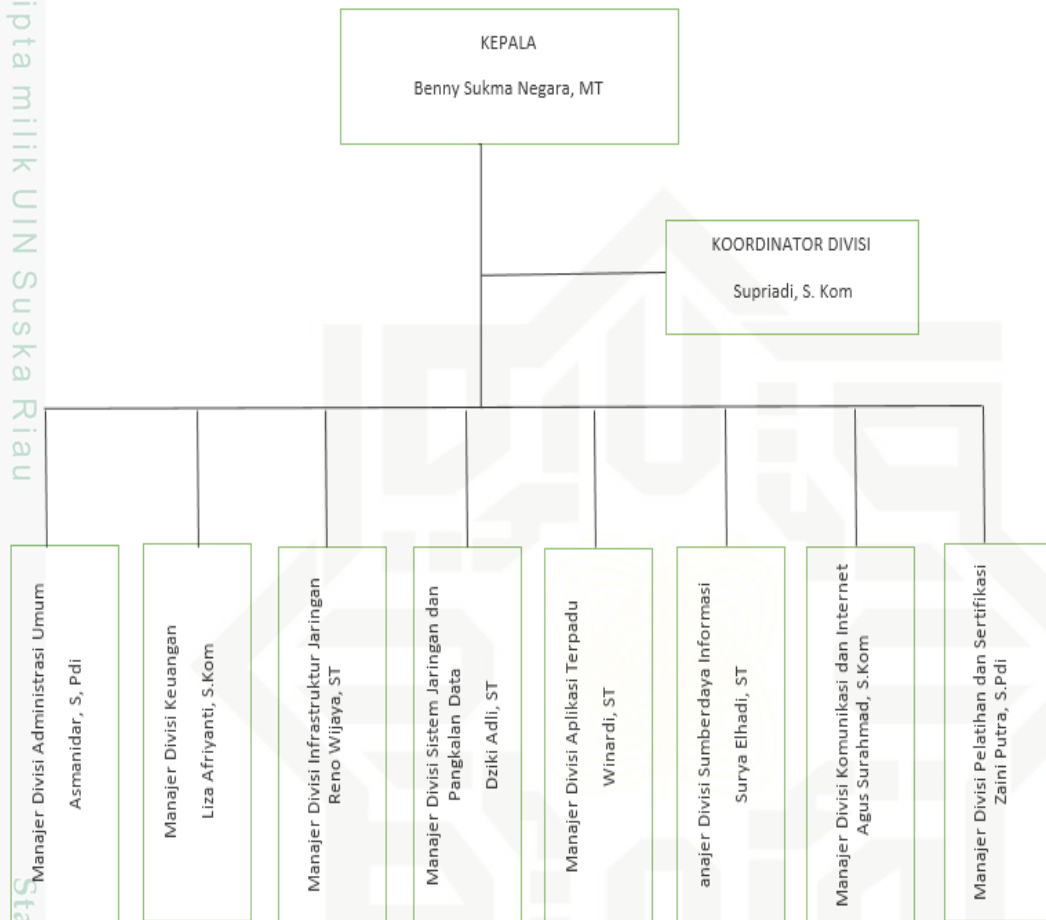 ipta milik UIN Suska Riau
KEPALA
Benny Sukma Negara, MT
KOORDINATOR DIVISI
Supriadi, S. Kom
Manajer Divisi Administrasi Umum
Asmanidar, S, Pdi
Manajer Divisi Keuangan
Liza Afriyanti, S.Kom
Manajer Divisi Infrastruktur Jaringan
Reno Wijaya, ST
Manajer Divisi Sistem Jaringan dan
Pangkalan Data
Dziki Adli, ST
Manajer Divisi Aplikasi Terpadu
Winardi, ST
anajer Divisi Sumberdaya Informasi
Surya Elhadi, ST
Manajer Divisi Komunikasi dan Internet
Agus Surahmad, S.Kom
Manajer Divisi Pelatihan dan Sertifikasi
Zaini Putra, S.Pdi
Sta